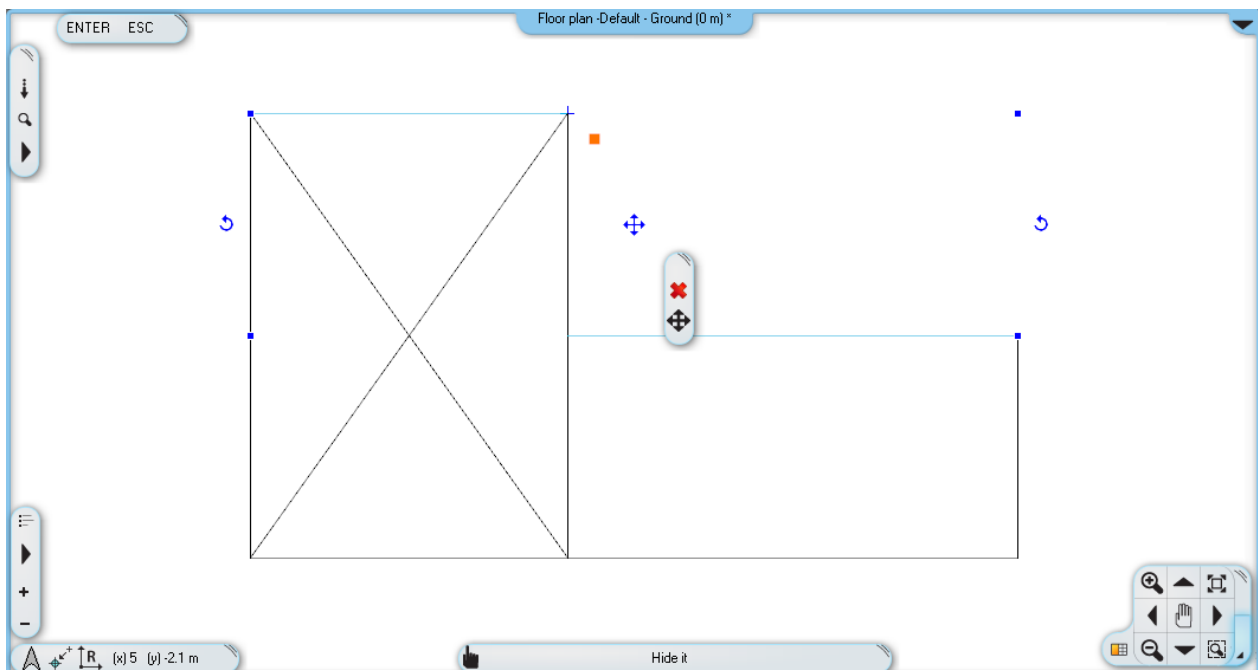 Floor plan -Default - Ground (0 m) *
ENTER ESC
R (x) 5 (y) -2.1 m
Hide it